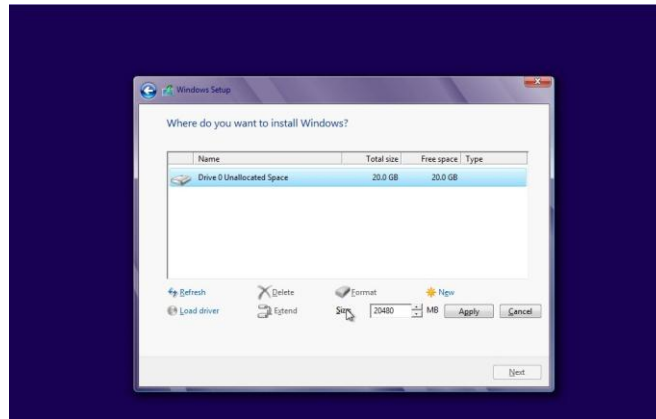 Windows Setup
Where do you want to install Windows?
Name Total size Free space Type
Drive 0 Unallocated Space 20.0 GB 20.0 GB
Refresh Delete Format New
Load driver Extend Size 20480 MB Apply Cancel
Next